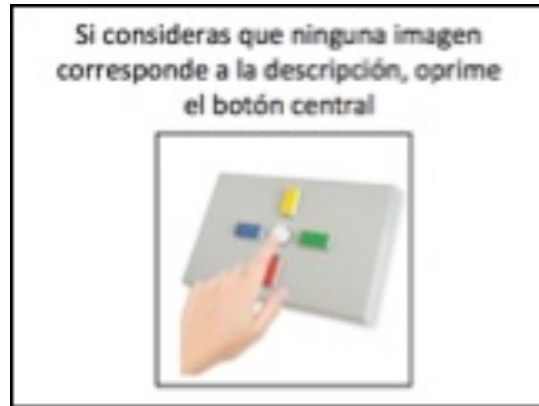 Si consideras que ninguna imagen
corresponde a la descripción, oprime
el botón central